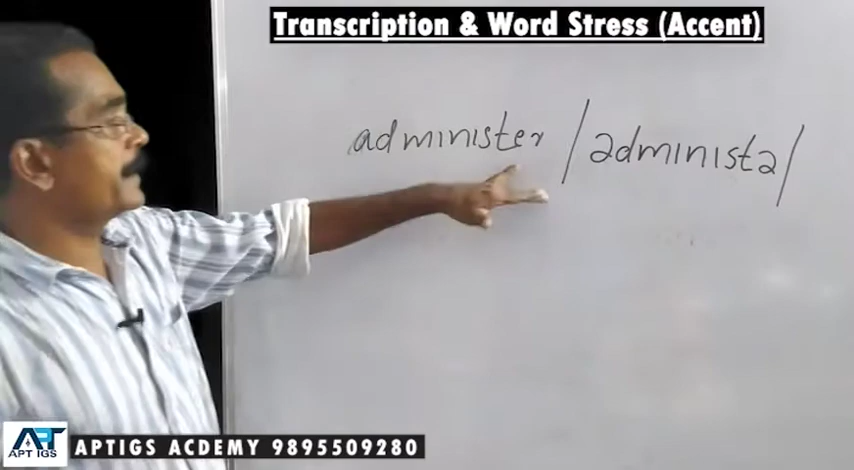 Transcription & Word Stress (Accent)
administer /ədministə/
APT IGS
APTIGS ACDEMY 9895509280